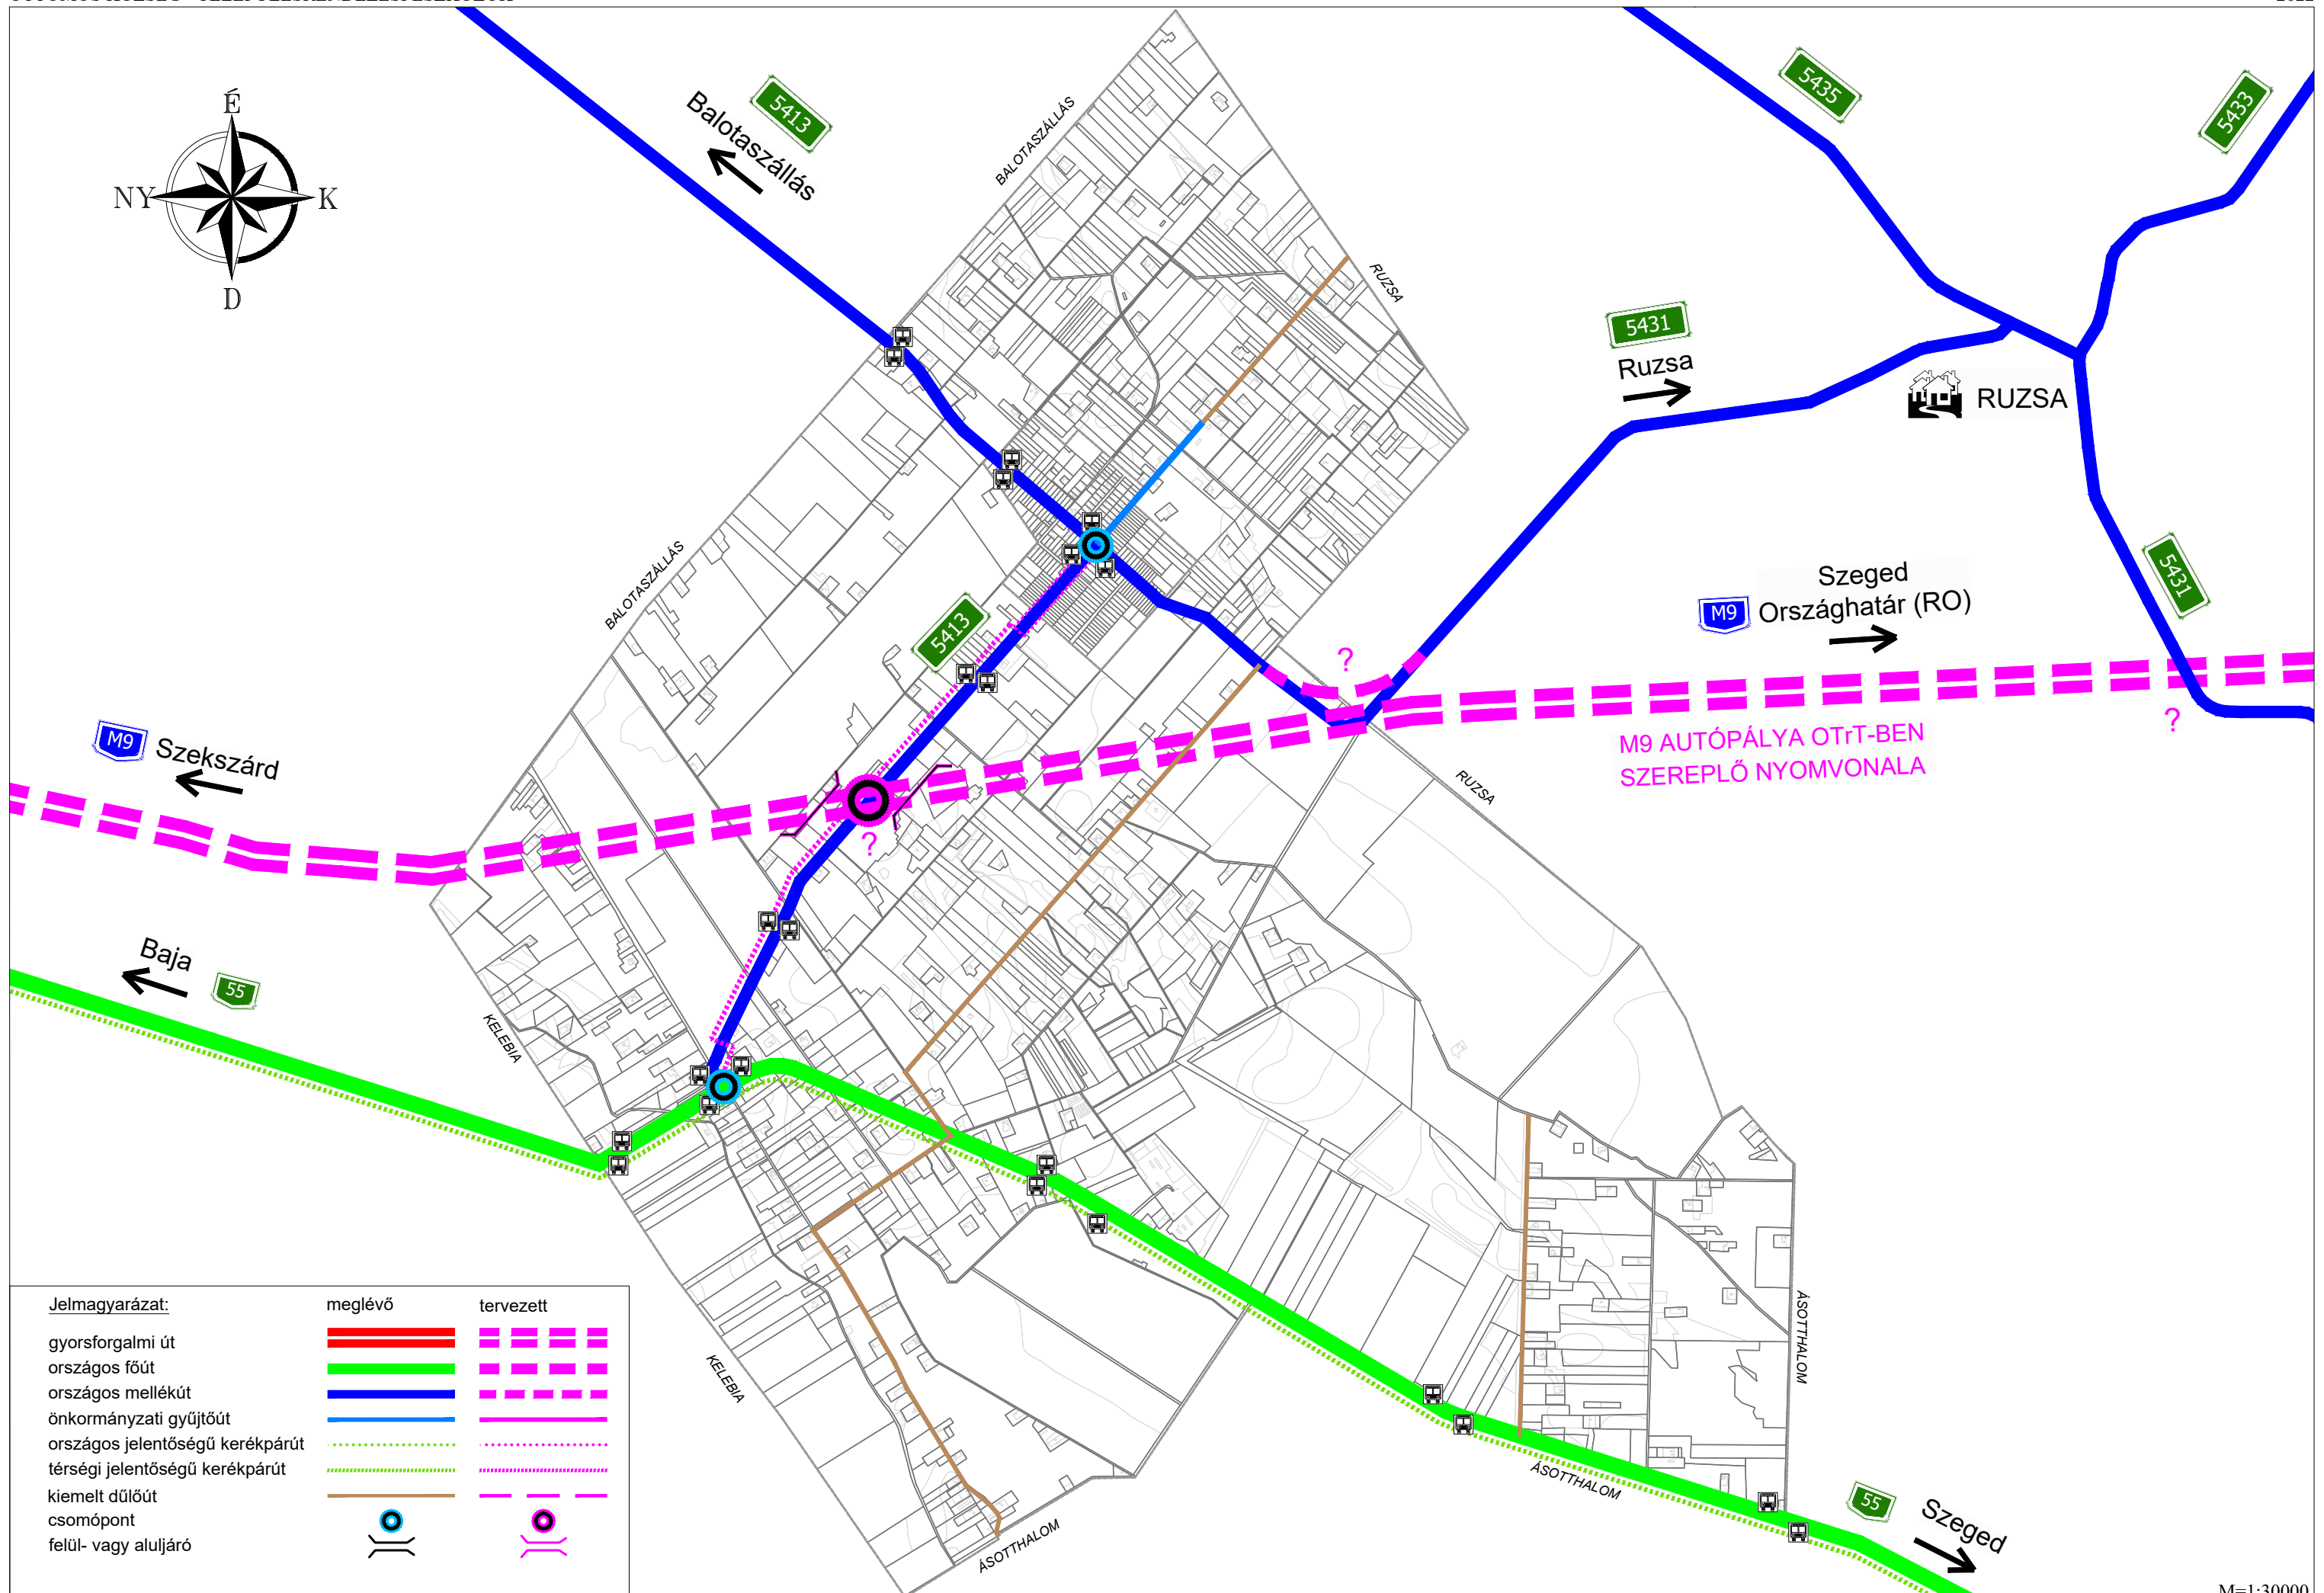 É
NY
K
D
5413
Balotaszállás
BALOTASZÁLLÁS
5435
5433
RUZSA
5431
Ruzsa
RUZSA
BALOTASZÁLLÁS
5413
5431
Szeged
M9 Országhatár (RO)
?
M9 Szekszárd
M9 AUTÓPÁLYA OTrT-BEN
SZEREPLŐ NYOMVONALA
?
?
RUZSA
Baja
55
KELEBIA
KELEBIA
ÁSOTTHALOM
ÁSOTTHALOM
ÁSOTTHALOM
55
Szeged
Jelmagyarázat: meglévő tervezett
gyorsforgalmi út
országos főút
országos mellékút
önkormányzati gyűjtőút
országos jelentőségű kerékpárút
térségi jelentőségű kerékpárút
kiemelt dűlőút
csomópont
felül- vagy aluljáró
M=1:30000